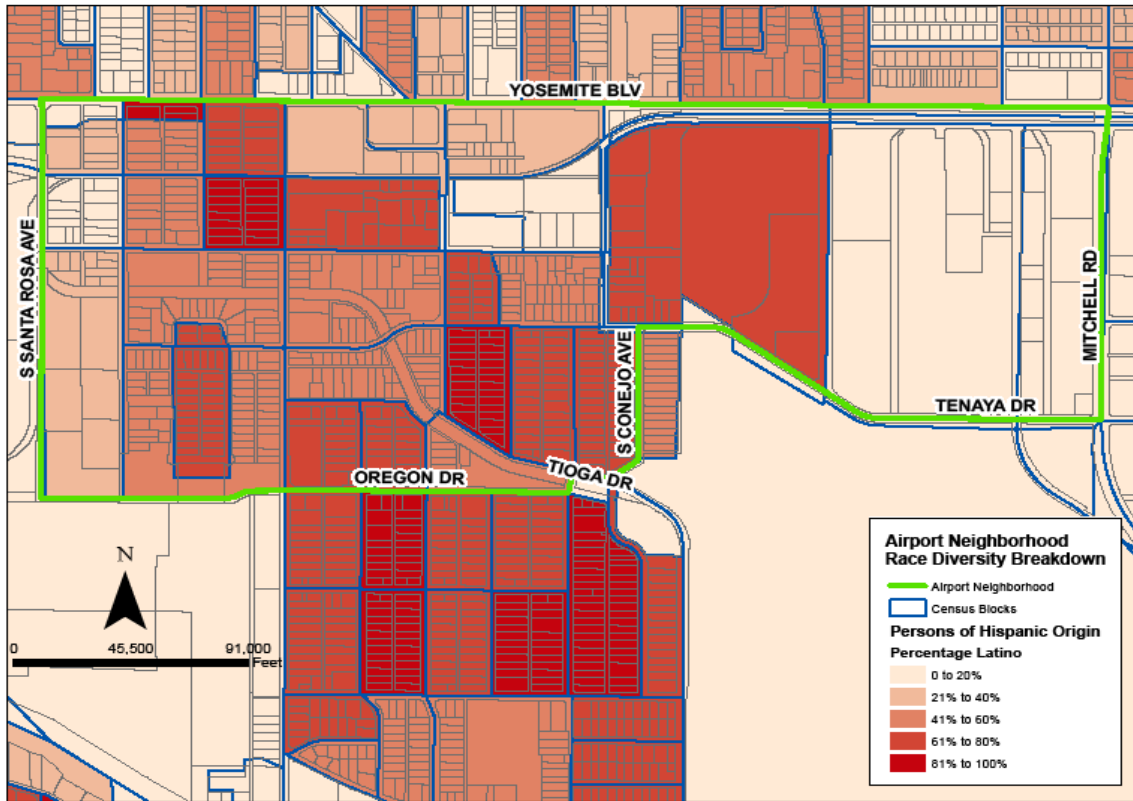 YOSEMITE BLV
S SANTA ROSA AVE
MITCHELL RD
S CONEJO AVE
TENAYA DR
TIOGA DR
OREGON DR
N
0 45,500 91,000
Feet
Airport Neighborhood
Race Diversity Breakdown
Airport Neighborhood
Census Blocks
Persons of Hispanic Origin
Percentage Latino
0 to 20%
21% to 40%
41% to 60%
61% to 80%
81% to 100%